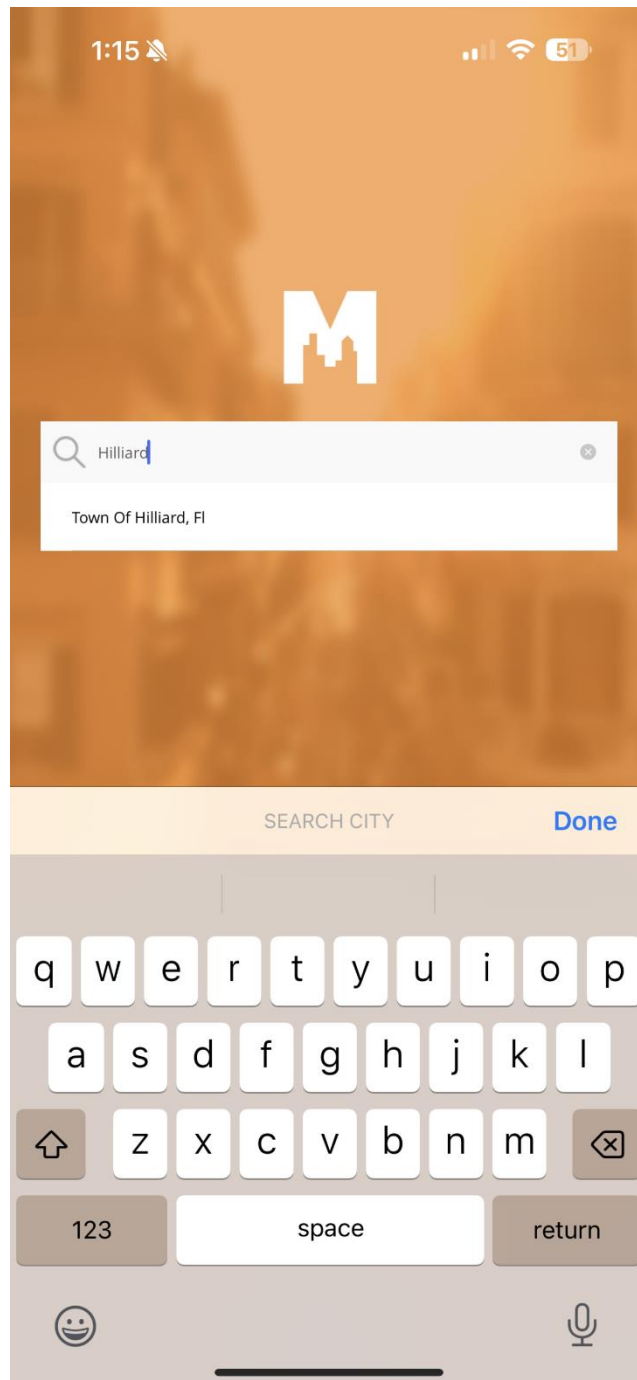 1:15
51
M
Hilliard
Town Of Hilliard, Fl
SEARCH CITY
Done
q w e r t y u i o p
a s d f g h j k l
z x c v b n m
123 space return